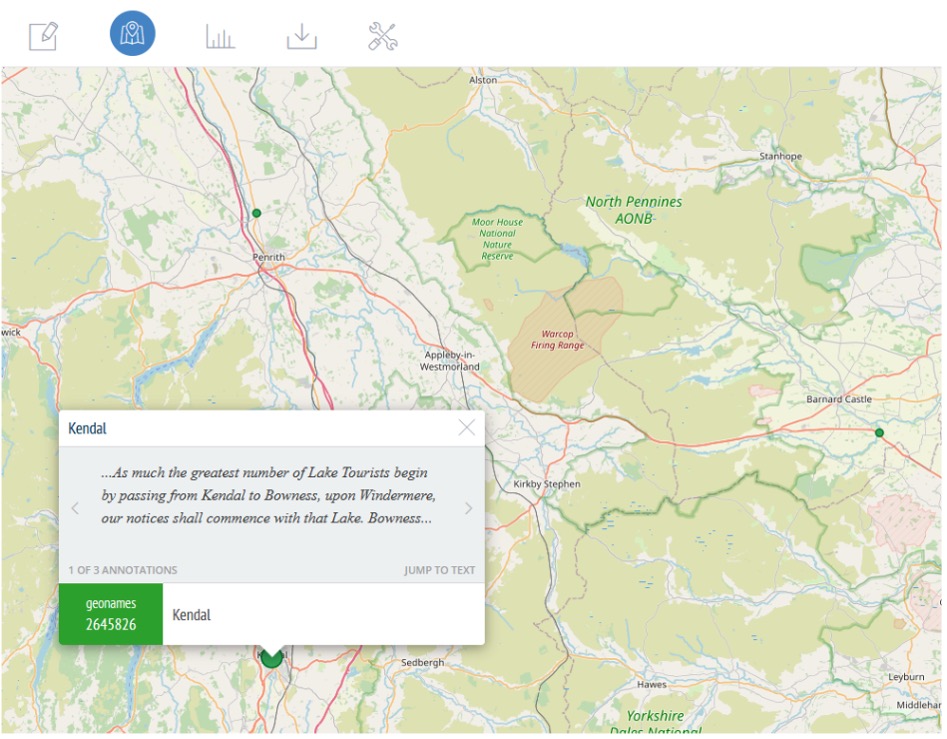 Alston
Stanhope
North Pennines
AONB
Moor House
National
Nature
Reserve
Penrith
wick
Warcop
Firing Range
Appleby-in-
Westmorland
Barnard Castle
Kendal
...As much the greatest number of Lake Tourists begin
by passing from Kendal to Bowness, upon Windermere,
our notices shall commence with that Lake. Bowness...
1 OF 3 ANNOTATIONS
JUMP TO TEXT
geonames
2645826
Kendal
Kirkby Stephen
Sedbergh
Hawes
Leyburn
Middlehar
Yorkshire
Dales National